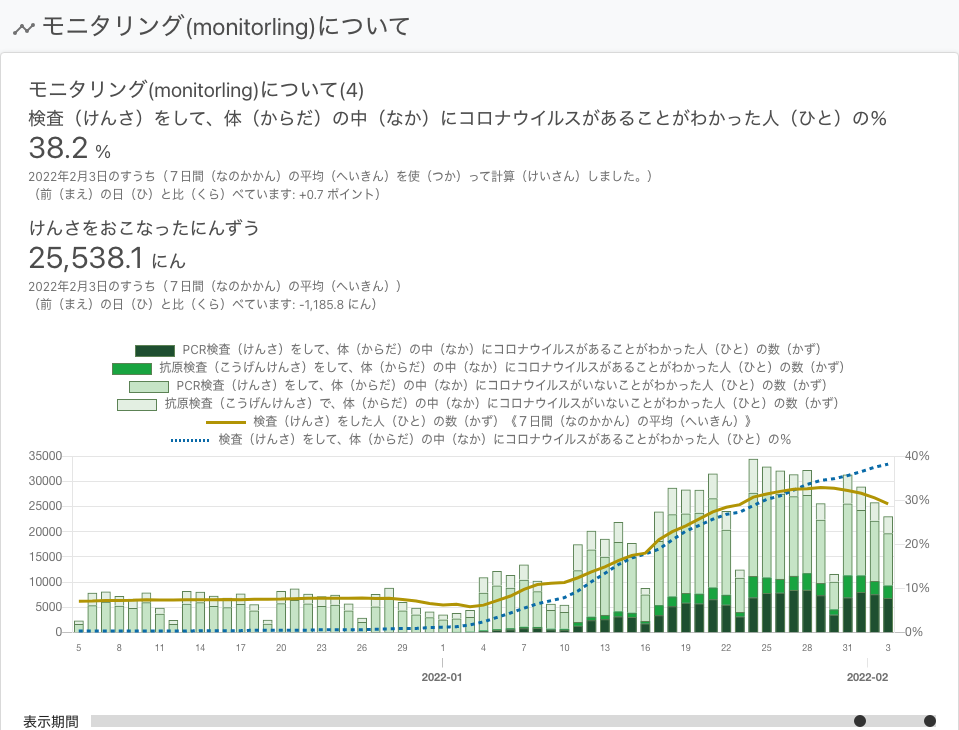 モニタリング(monitorling)について
モニタリング(monitorling)について(4)
検査（けんさ）をして、体（からだ）の中（なか）にコロナウイルスがあることがわかった人（ひと）の％
38.2 %
2022年2月3日のすうち（７日間（なのかかん）の平均（へいきん）を使（つか）って計算（けいさん）しました。）
（前（まえ）の日（ひ）と比（くら）べています: +0.7 ポイント）
けんさをおこなったにんずう
25,538.1 にん
2022年2月3日のすうち（７日間（なのかかん）の平均（へいきん））
（前（まえ）の日（ひ）と比（くら）べています: -1,185.8 にん）
PCR検査（けんさ）をして、体（からだ）の中（なか）にコロナウイルスがあることがわかった人（ひと）の数（かず）
抗原検査（こうげんけんさ）をして、体（からだ）の中（なか）にコロナウイルスがあることがわかった人（ひと）の数（かず）
PCR検査（けんさ）をして、体（からだ）の中（なか）にコロナウイルスがいないことがわかった人（ひと）の数（かず）
抗原検査（こうげんけんさ）で、体（からだ）の中（なか）にコロナウイルスがいないことがわかった人（ひと）の数（かず）
検査（けんさ）をした人（ひと）の数（かず）《７日間（なのかかん）の平均（へいきん）》
検査（けんさ）をして、体（からだ）の中（なか）にコロナウイルスがあることがわかった人（ひと）の％
35000 40%
30000
25000 30%
20000
15000 20%
10000 10%
5000
0 0%
5 8 11 14 17 20 23 26 29 1 4 7 10 13 16 19 22 25 28 31 3
2022-01 2022-02
表示期間